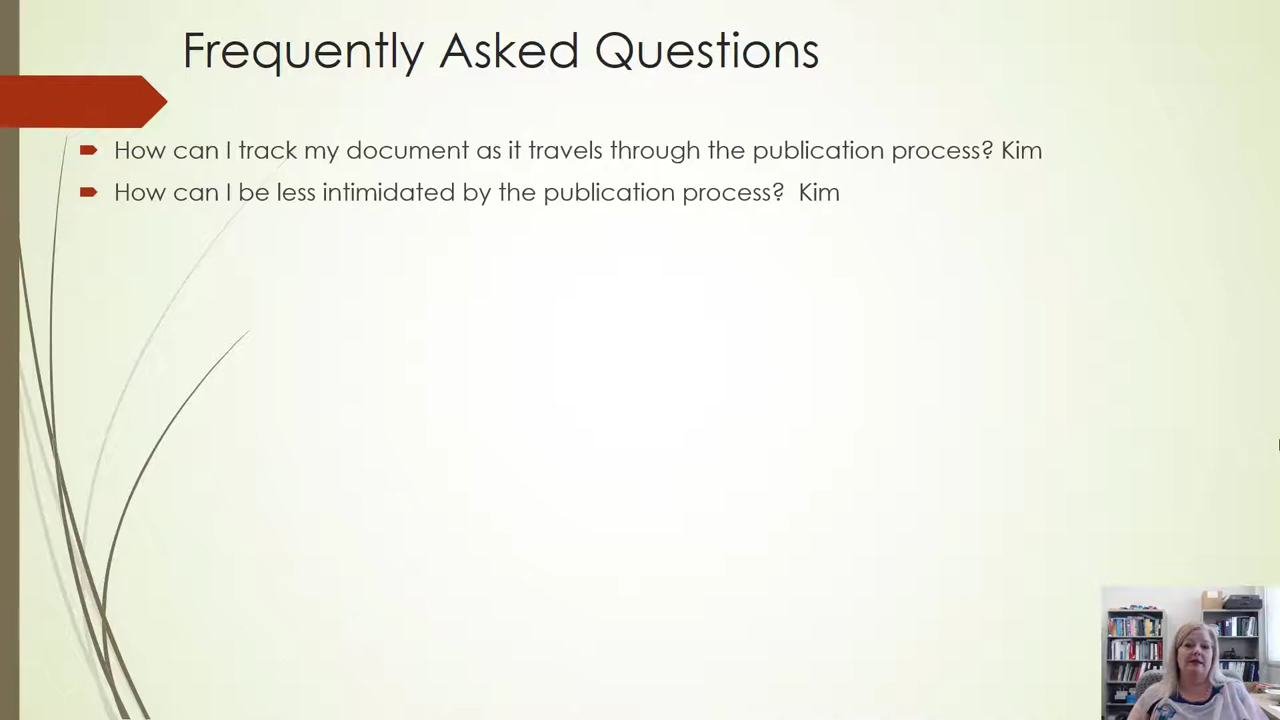 Frequently Asked Questions
How can I track my document as it travels through the publication process? Kim
How can I be less intimidated by the publication process?  Kim